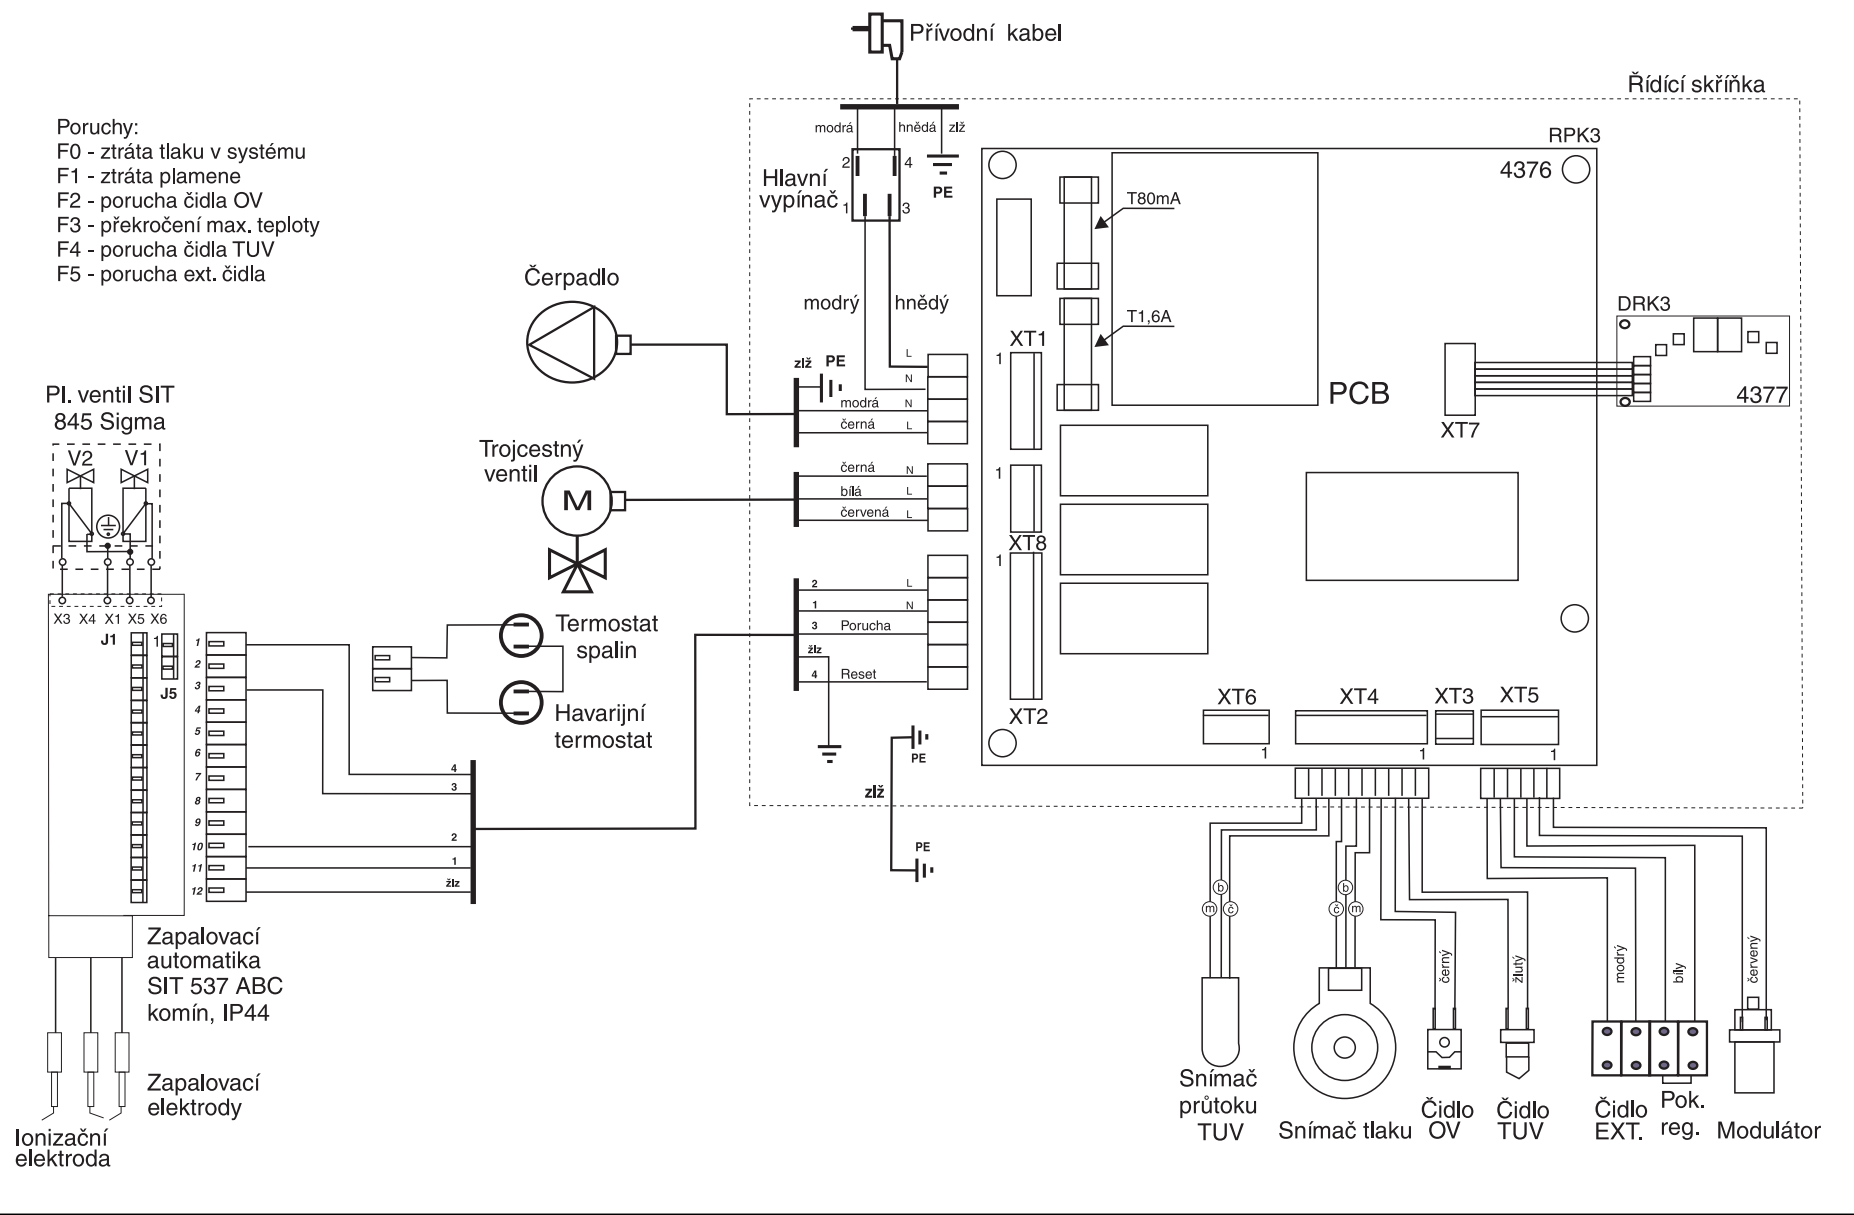 Přívodní kabel
Řídící skříňka
Poruchy:
F0 - ztráta tlaku v systému
F1 - ztráta plamene
F2 - porucha čidla OV
F3 - překročení max. teploty
F4 - porucha čidla TUV
F5 - porucha ext. čidla
modrá
hnědá
zlž
2
4
1
3
PE
Hlavní
vypínač
RPK3
4376
T80mA
T1,6A
PCB
DRK3
4377
XT7
Čerpadlo
modrý
hnědý
L
N
zlž
PE
modrá
N
černá
L
XT1
1
Trojcestný
ventil
M
černá
N
bílá
L
červená
L
1
XT8
1
2
L
1
N
3
Porucha
žlz
4
Reset
XT2
XT6
XT4
XT3
XT5
1
1
1
PE
zlž
PE
Pl. ventil SIT
845 Sigma
V2
V1
X3
X4
X1
X5
X6
J1
1
J5
1
2
3
4
5
6
7
8
9
10
11
12
Termostat
spalin
Havarijní
termostat
4
3
2
1
žlz
Zapalovací
automatika
SIT 537 ABC
komín, IP44
Zapalovací
elektrody
Ionizační
elektroda
b
m
č
b
č
m
černý
žlutý
modrý
bíly
červený
Snímač
průtoku
TUV
Snímač tlaku
Čidlo
OV
Čidlo
TUV
Čidlo
EXT.
Pok.
reg.
Modulátor